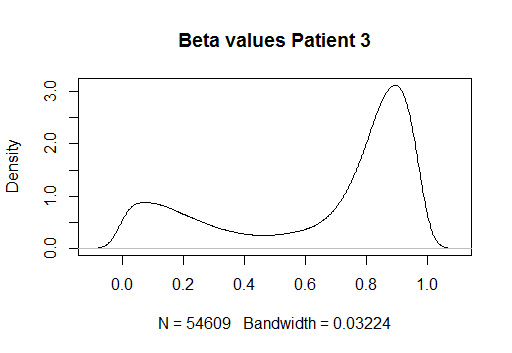 Beta values Patient 3
Density
3.0
2.0
1.0
0.0
0.0 0.2 0.4 0.6 0.8 1.0
N = 54609 Bandwidth = 0.03224